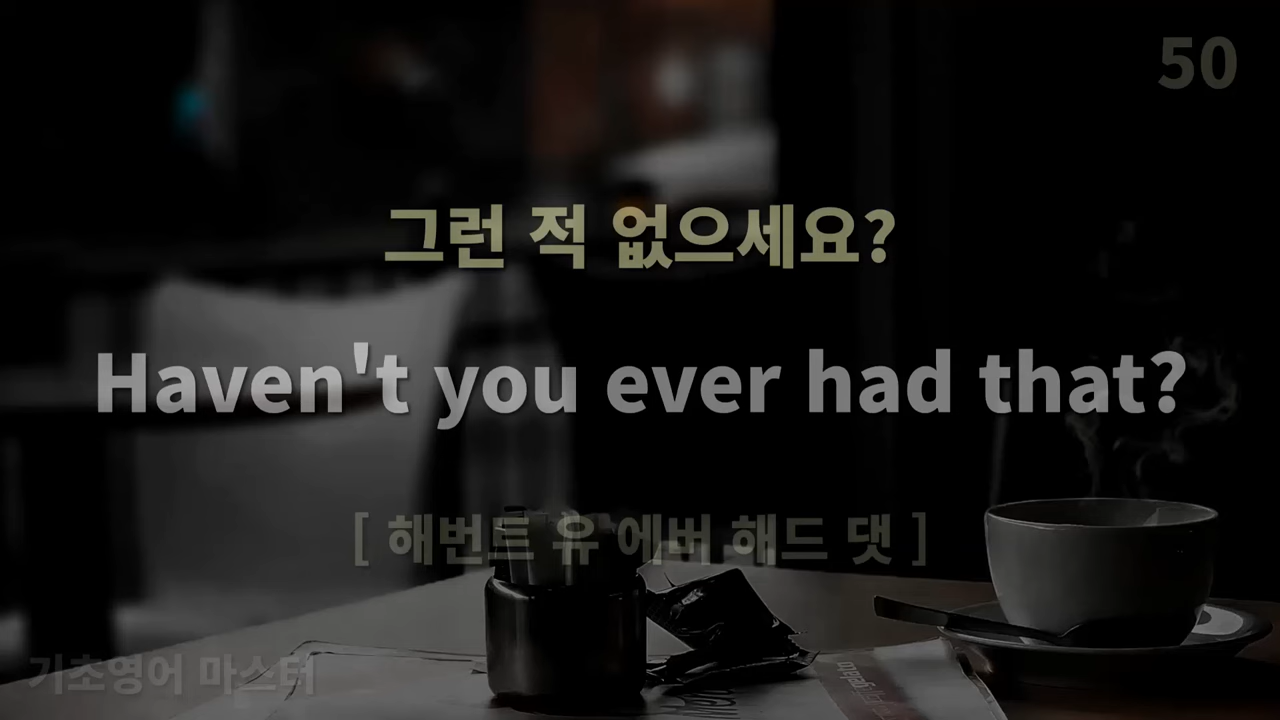 50
그런 적 없으세요?
Haven't you ever had that?
[ 해번트 유 에버 해드 댓 ]
기초영어 마스터